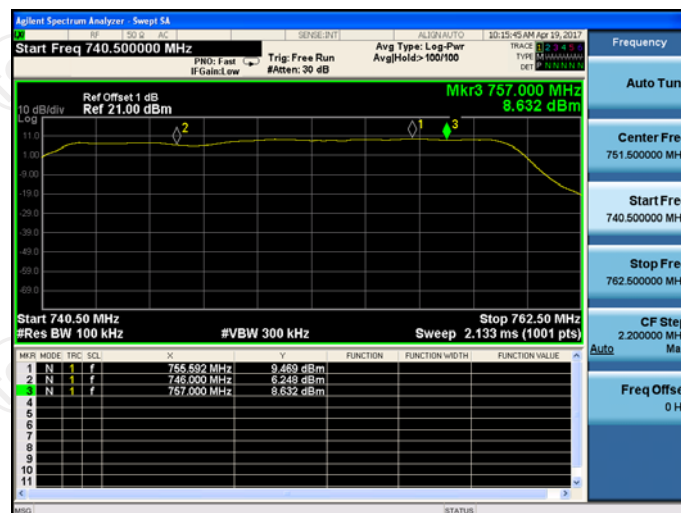 Agilent Spectrum Analyzer - Swept SA
RF 50 Ω AC SENSE:INT ALIGN AUTO 10:15:45 AM Apr 19, 2017
Start Freq 740.500000 MHz
PNO: Fast
IFGain:Low
Trig: Free Run
#Atten: 30 dB
Avg Type: Log-Pwr
Avg|Hold:>100/100
TRACE 1 2 3 4 5 6
TYPE M
DET P N N N N N
Ref Offset 1 dB
10 dB/div Ref 21.00 dBm
Log
Mkr3 757.000 MHz
8.632 dBm
11.0
1.00
-9.00
-19.0
-29.0
-39.0
-49.0
-59.0
-69.0
2
1
3
Start 740.50 MHz Stop 762.50 MHz
#Res BW 100 kHz #VBW 300 kHz Sweep 2.133 ms (1001 pts)
MKR MODE TRC SCL X Y FUNCTION FUNCTION WIDTH FUNCTION VALUE
1 N 1 f 755.592 MHz 9.469 dBm
2 N 1 f 746.000 MHz 6.248 dBm
3 N 1 f 757.000 MHz 8.632 dBm
4
5
6
7
8
9
10
11
MSG STATUS
Frequency
Auto Tun
Center Fre
751.500000 MH
Start Fre
740.500000 MH
Stop Fre
762.500000 MH
CF Ste
2.200000 MH
Auto Ma
Freq Offse
0 H